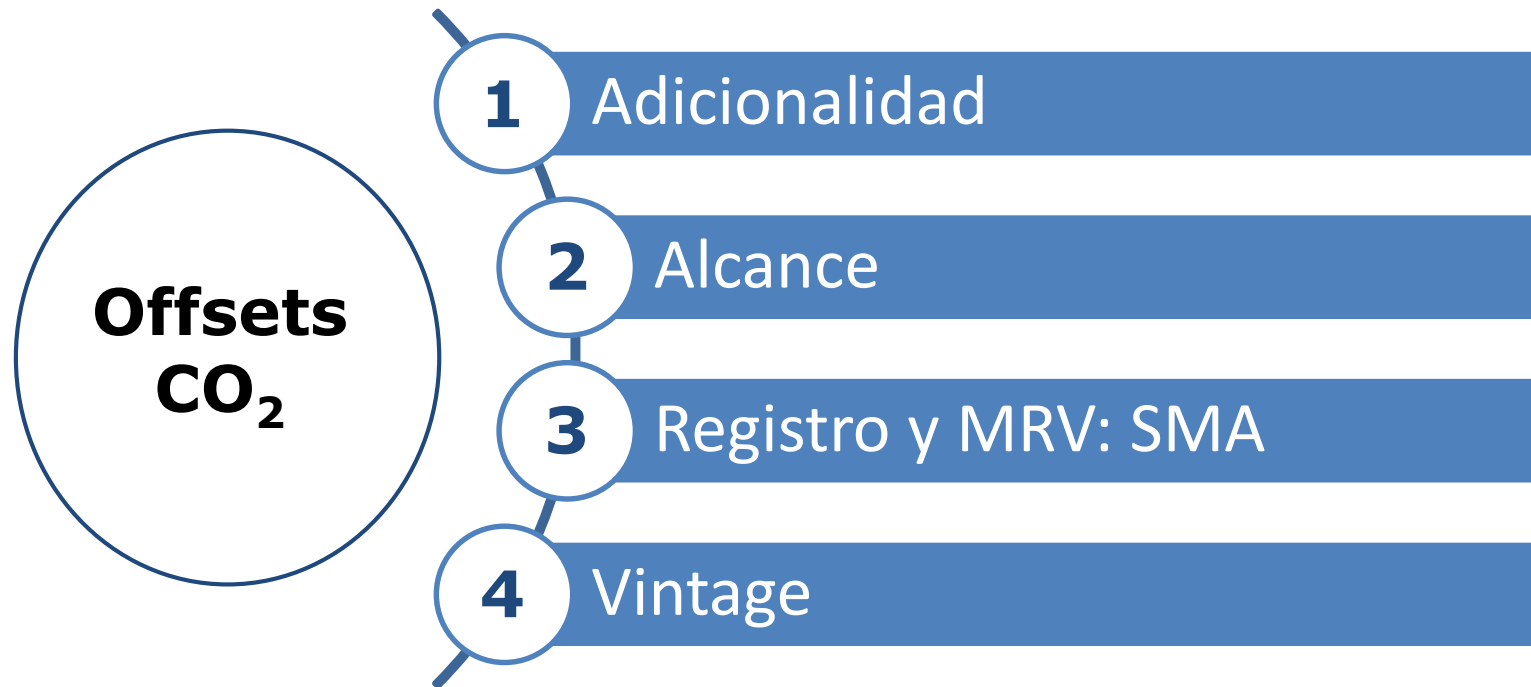 Offsets
CO₂
1 Adicionalidad
2 Alcance
3 Registro y MRV: SMA
4 Vintage